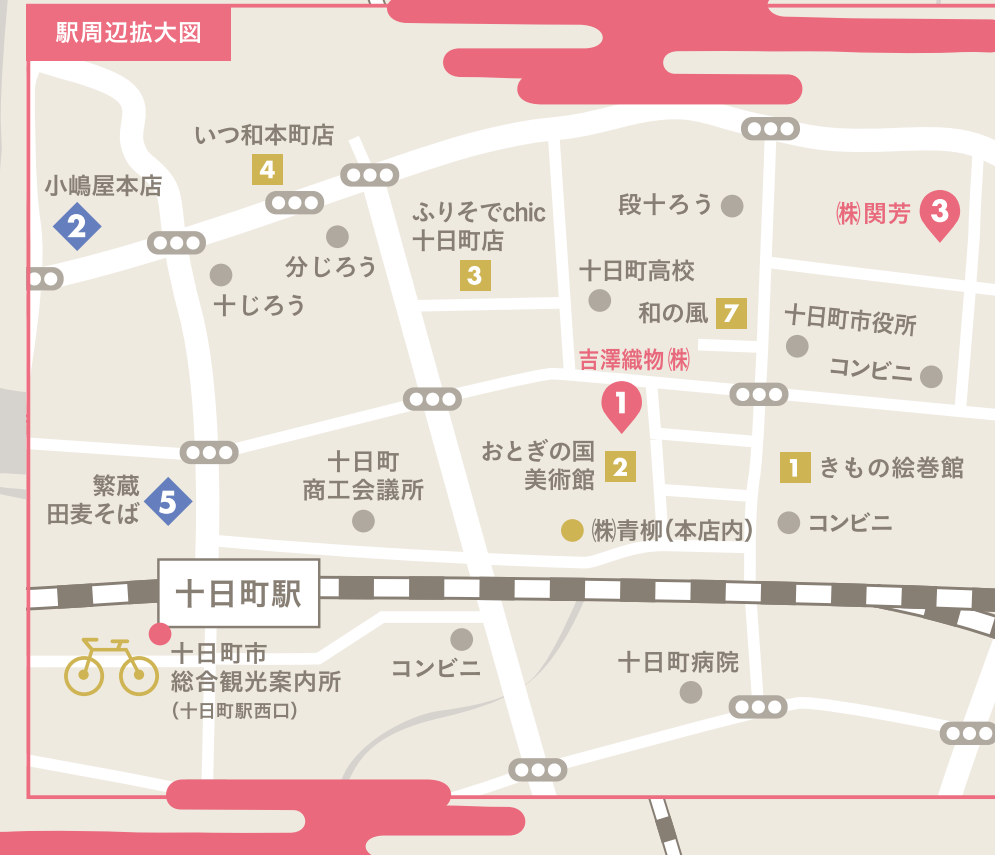 駅周辺拡大図
いつ和本町店
4
小嶋屋本店
2
分じろう
十じろう
ふりそでchic
十日町店
3
段十ろう
㈱関芳
3
十日町高校
和の風
7
十日町市役所
コンビニ
吉澤織物㈱
1
おとぎの国
美術館
2
1
きもの絵巻館
十日町
商工会議所
繁蔵
田麦そば
5
㈱青柳(本店内)
コンビニ
十日町駅
十日町市
総合観光案内所
(十日町駅西口)
コンビニ
十日町病院